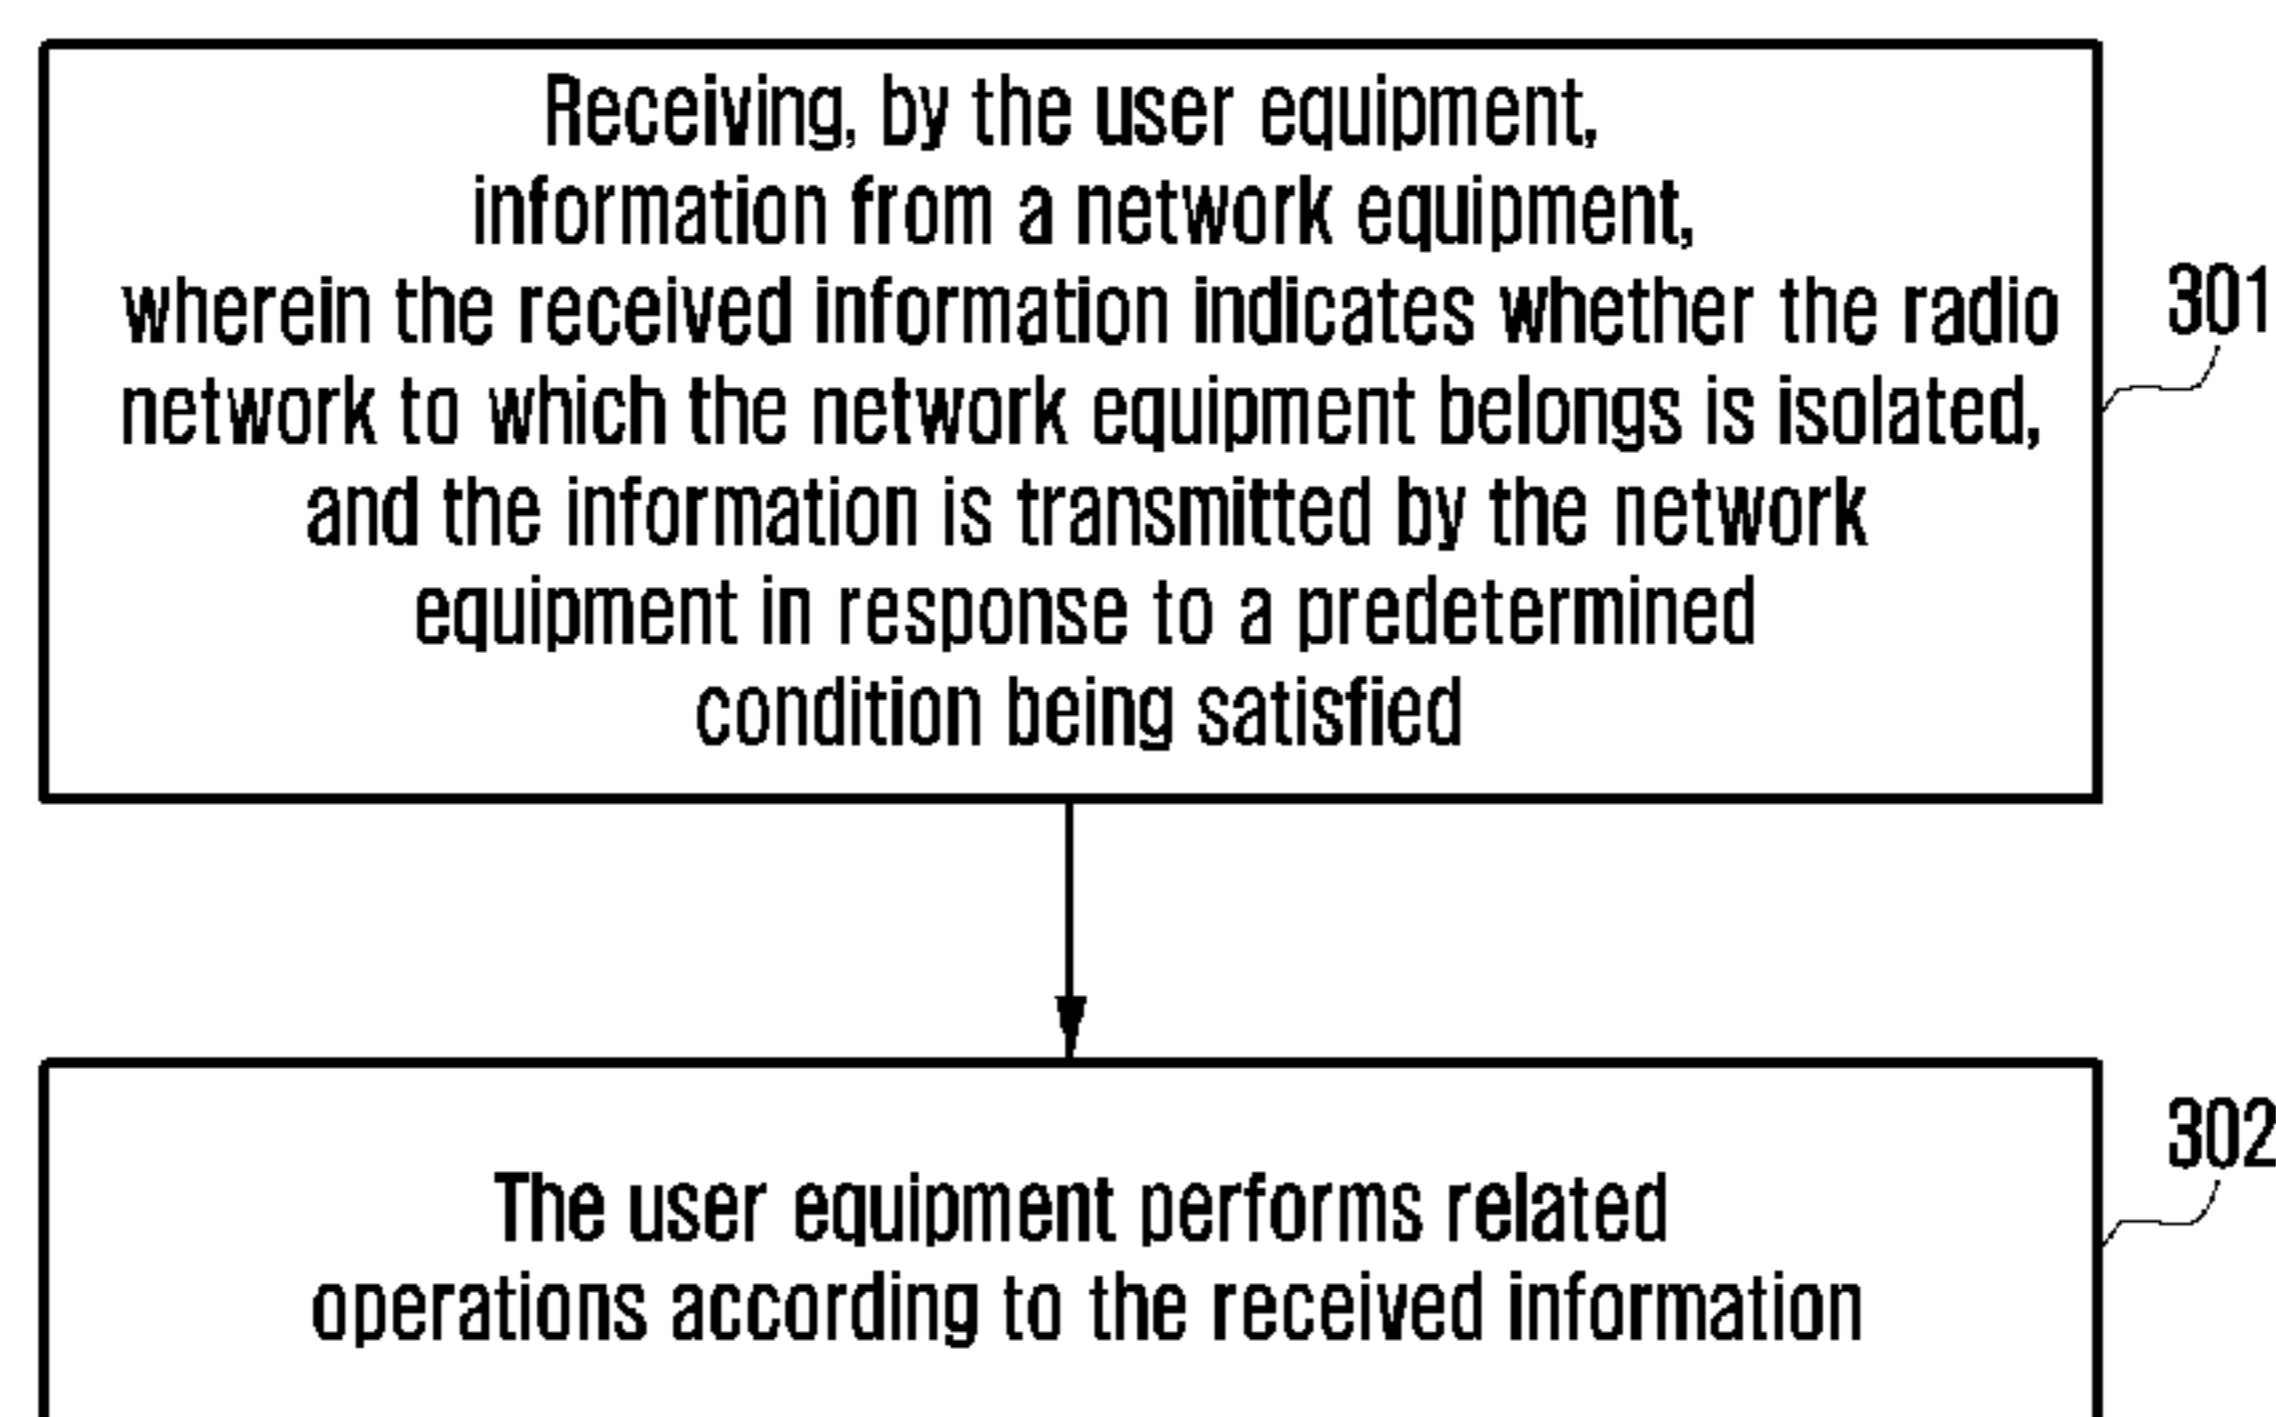 Receiving, by the user equipment,
information from a network equipment,
wherein the received information indicates whether the radio
network to which the network equipment belongs is isolated,
and the information is transmitted by the network
equipment in response to a predetermined
condition being satisfied
301
302
The user equipment performs related
operations according to the received information